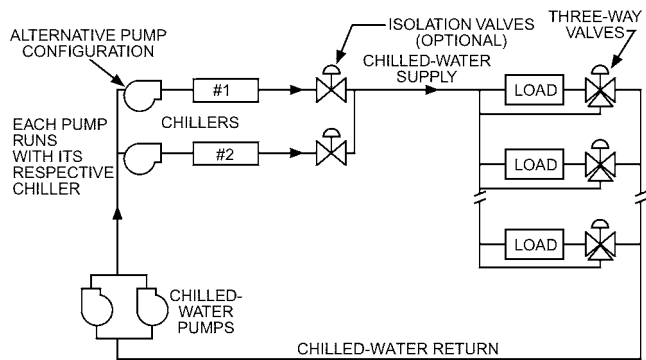 ALTERNATIVE PUMP
CONFIGURATION
ISOLATION VALVES
(OPTIONAL)
THREE-WAY
VALVES
CHILLED-WATER
SUPPLY
#1
LOAD
CHILLERS
EACH PUMP
RUNS
WITH ITS
RESPECTIVE
CHILLER
#2
LOAD
LOAD
CHILLED-
WATER
PUMPS
CHILLED-WATER RETURN